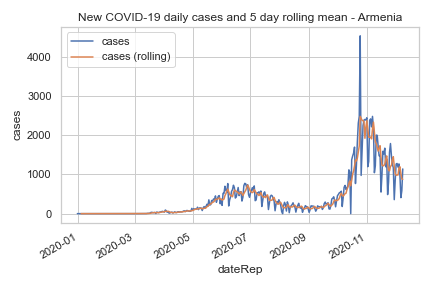 New COVID-19 daily cases and 5 day rolling mean - Armenia
cases
cases (rolling)
4000
3000
2000
1000
0
cases
2020-01
2020-03
2020-05
2020-07
2020-09
2020-11
dateRep